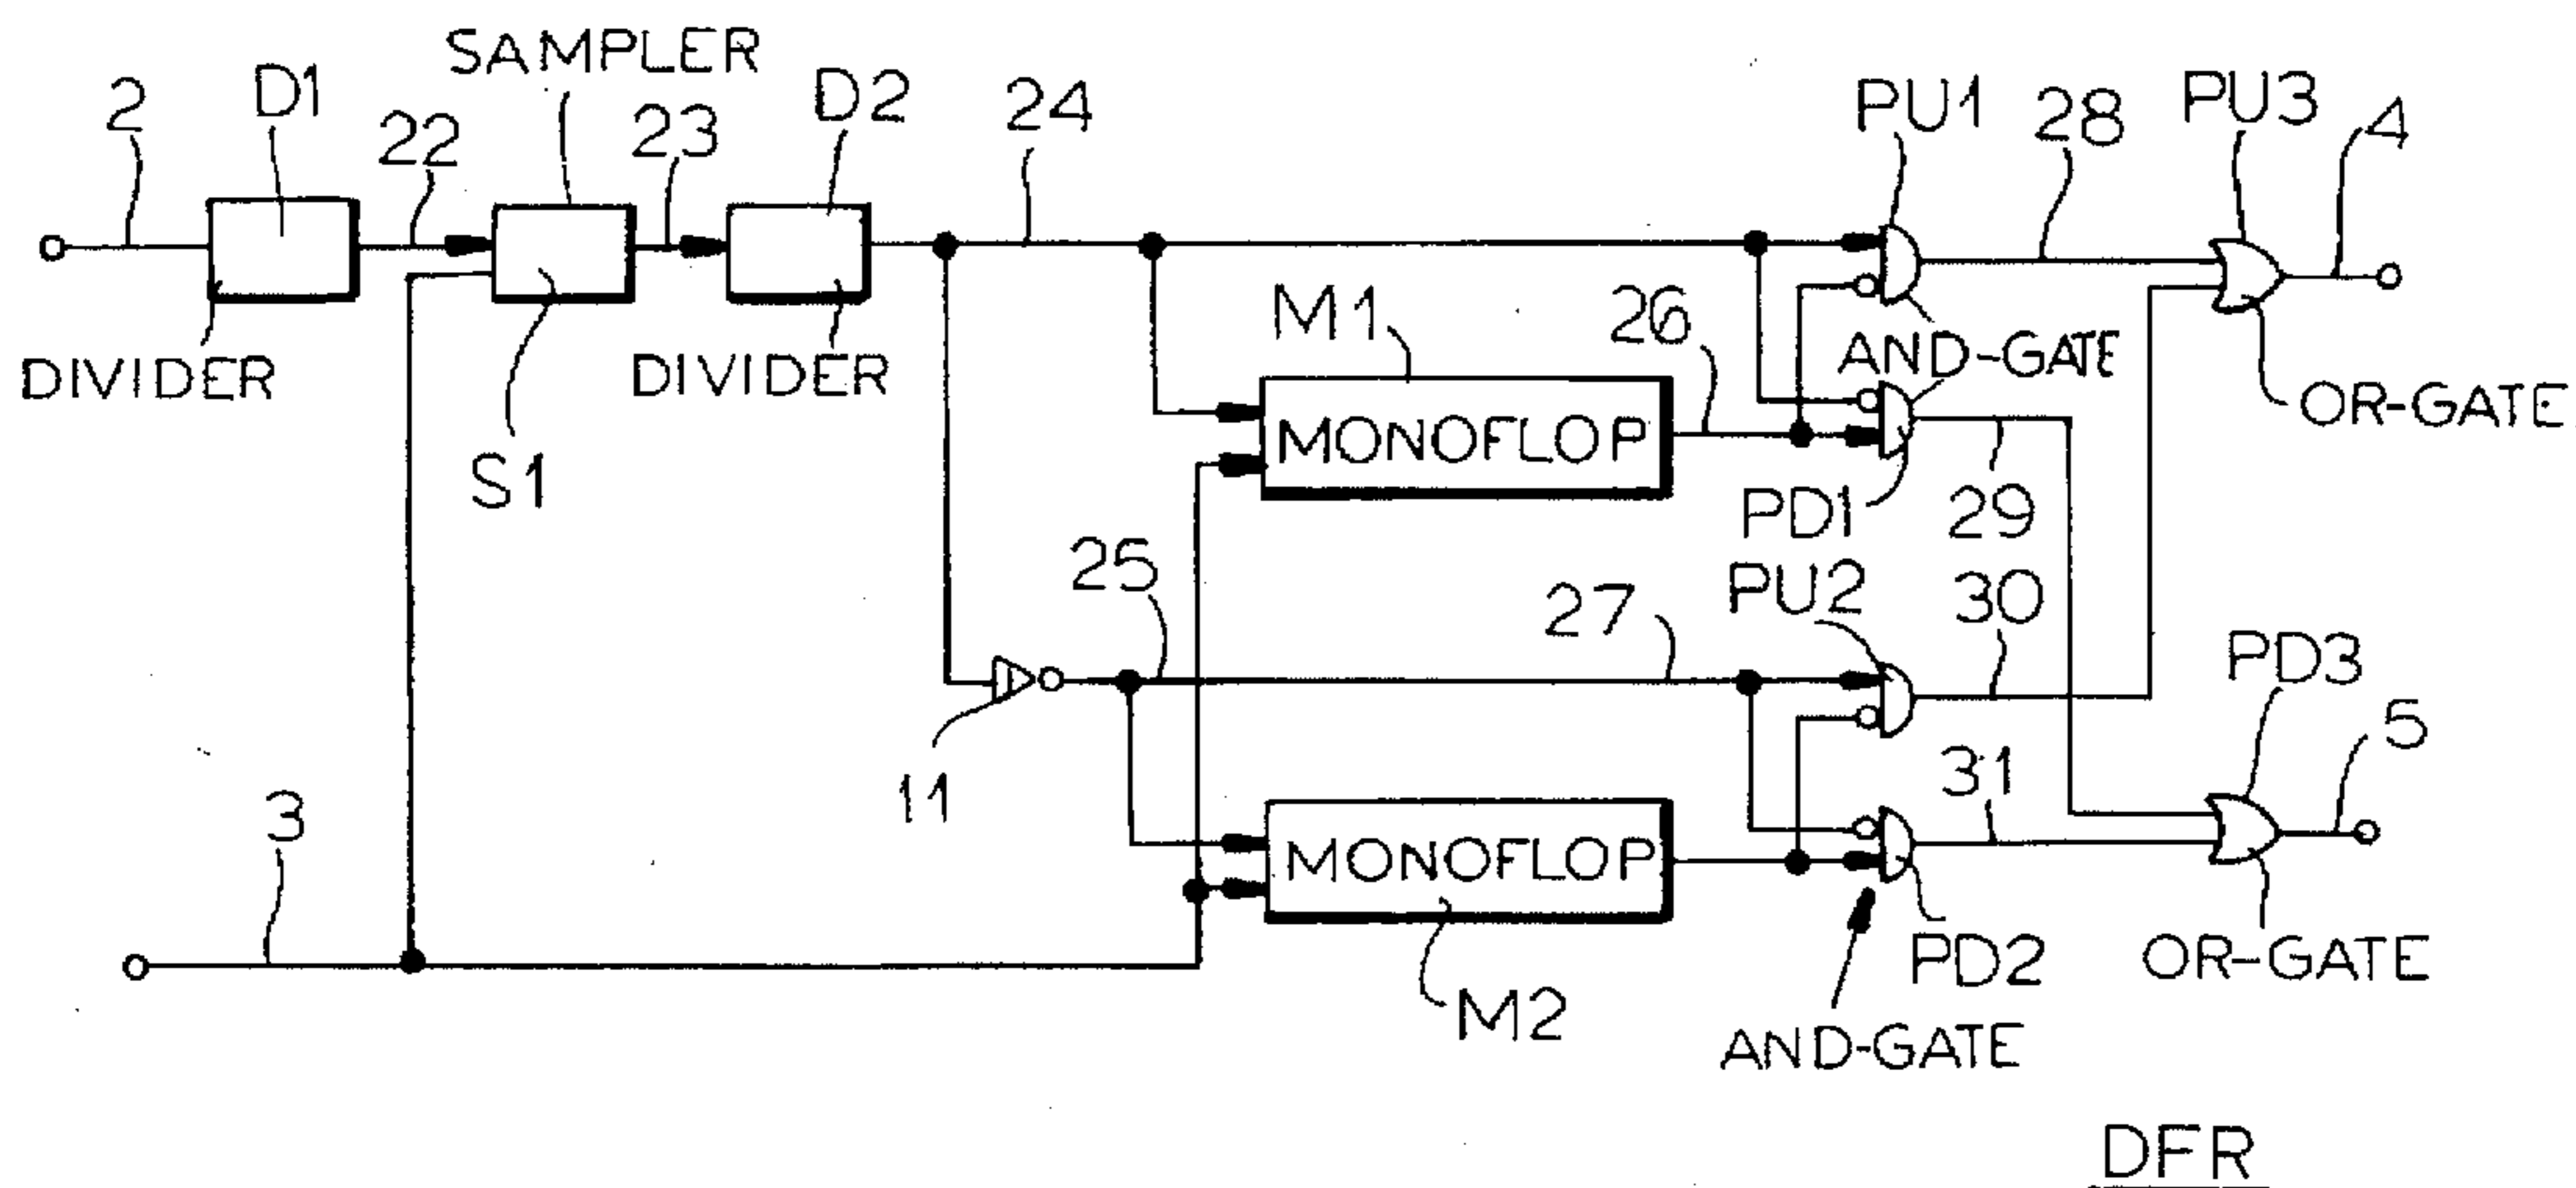 SAMPLER
2
D1
22
23
D2
24
PU1
28
PU3
4
DIVIDER
S1
DIVIDER
M1
26
AND-GATE
OR-GATE
MONOFLOP
PD1
29
25
27
PU2
30
PD3
11
31
5
3
MONOFLOP
M2
PD2
AND-GATE
OR-GATE
DFR